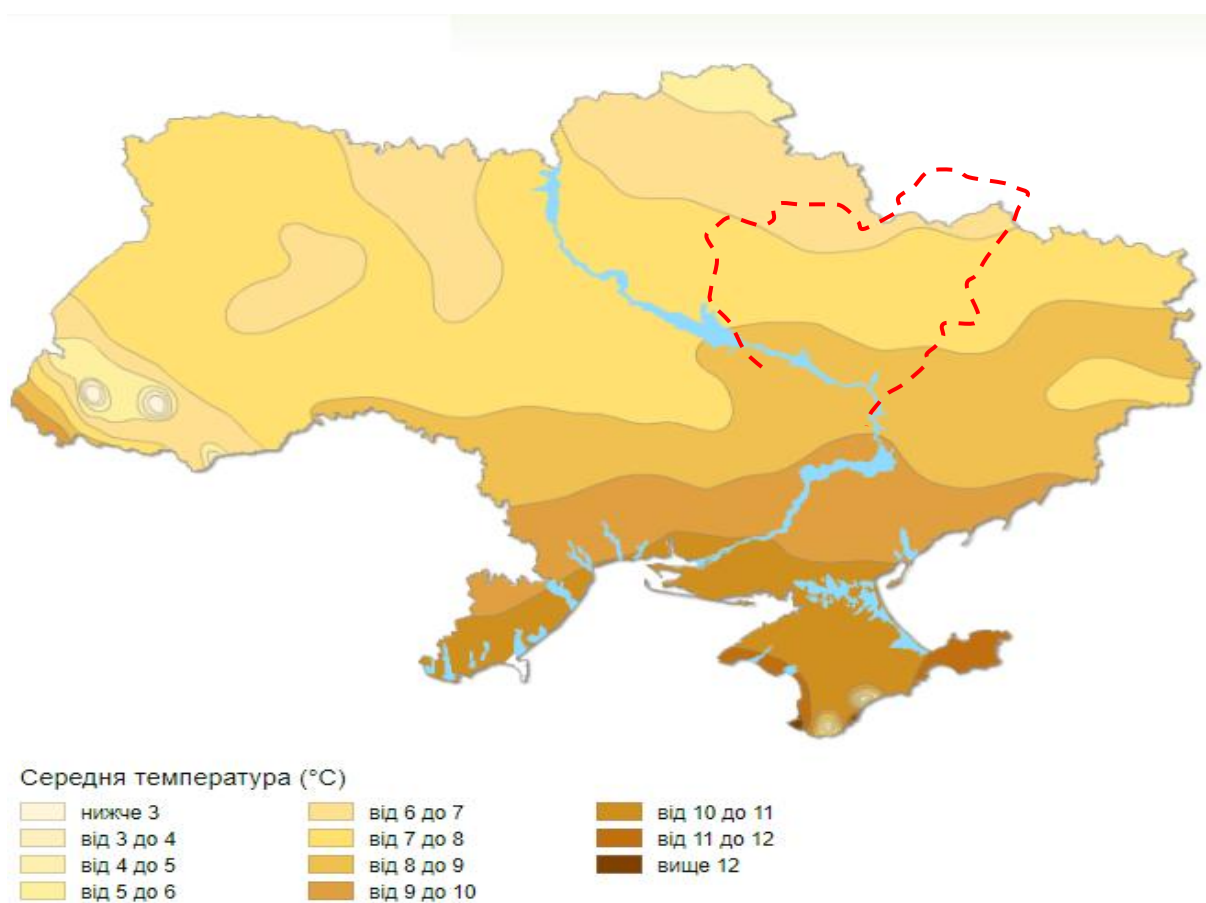 Середня температура (°C)
нижче 3
від 3 до 4
від 4 до 5
від 5 до 6
від 6 до 7
від 7 до 8
від 8 до 9
від 9 до 10
від 10 до 11
від 11 до 12
вище 12